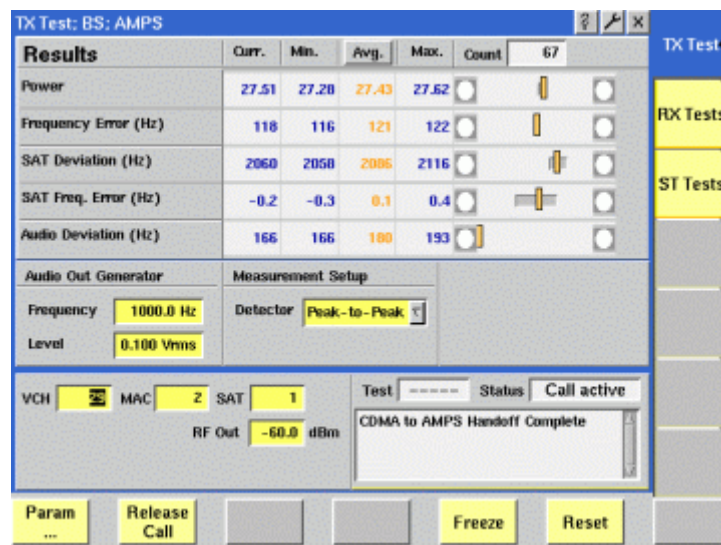 TX Test; BS; AMPS ? x
Results Curr. Min. Avg. Max. Count 67
Power 27.51 27.28 27.43 27.62
Frequency Error (Hz) 118 116 121 122
SAT Deviation (Hz) 2060 2050 2086 2116
SAT Freq. Error (Hz) -0.2 -0.3 0.1 0.4
Audio Deviation (Hz) 166 166 180 193
Audio Out Generator
Frequency 1000.0 Hz
Level 0.100 Vrms
Measurement Setup
Detector Peak-to-Peak
VCH 29 MAC 2 SAT 1
RF Out -60.0 dBm
Test ----- Status Call active
CDMA to AMPS Handoff Complete
TX Test
RX Tests
ST Tests
Param
...
Release
Call
Freeze
Reset